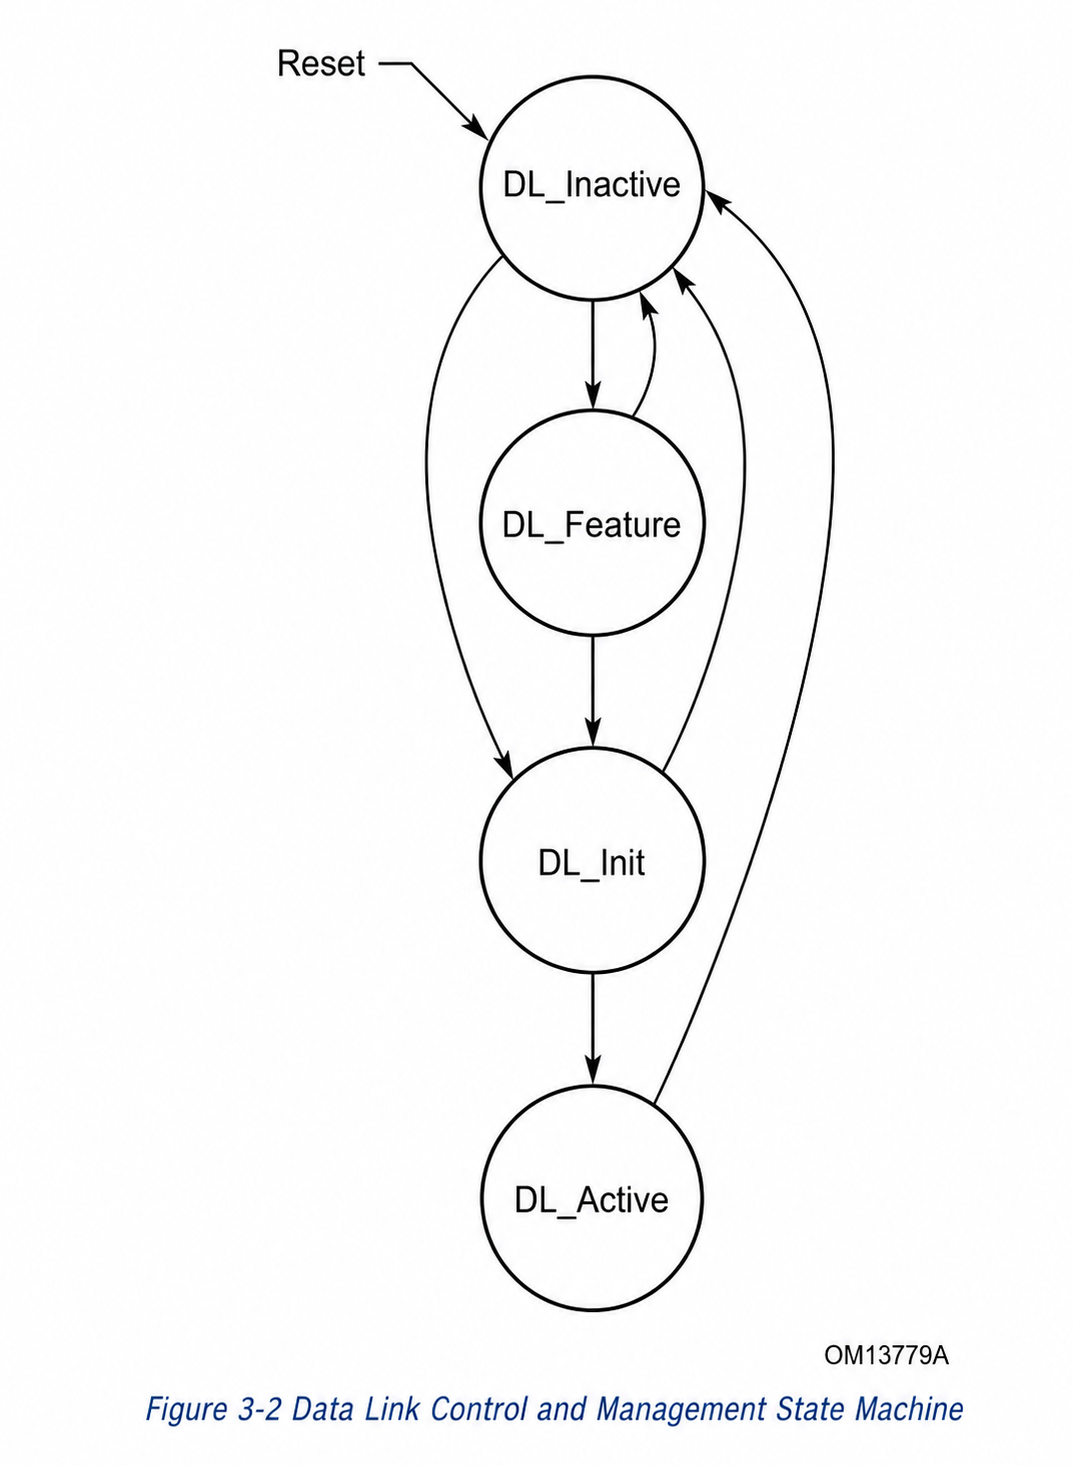 Reset
DL_Inactive
DL_Feature
DL_Init
DL_Active
OM13779A
Figure 3-2 Data Link Control and Management State Machine